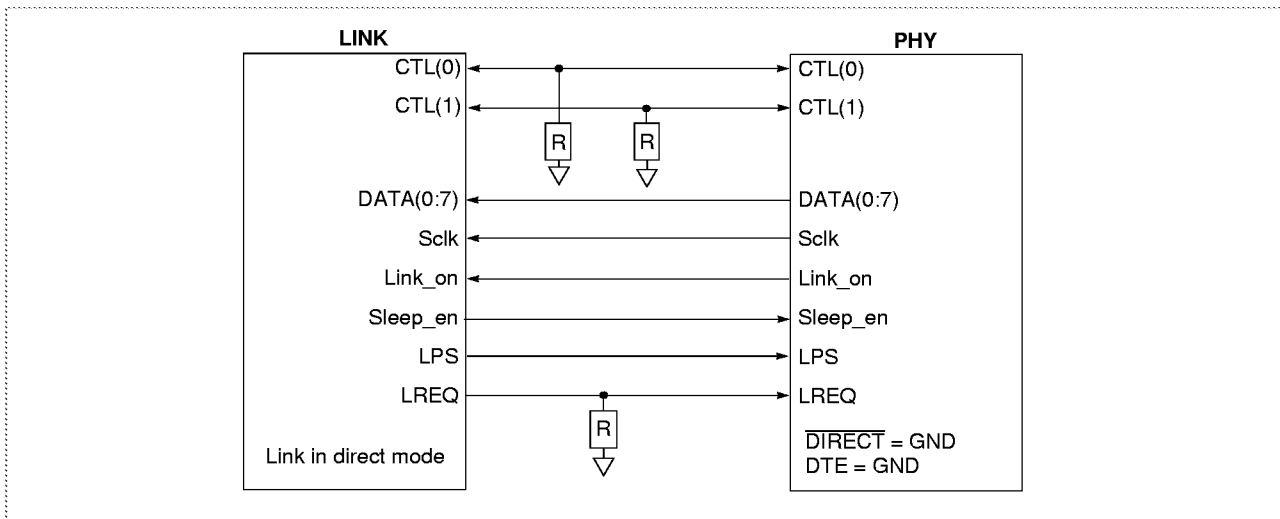 LINK
PHY
CTL(0)
CTL(0)
CTL(1)
CTL(1)
R
R
DATA(0:7)
DATA(0:7)
Sclk
Sclk
Link_on
Link_on
Sleep_en
Sleep_en
LPS
LPS
LREQ
LREQ
R
DIRECT = GND
Link in direct mode
DTE = GND